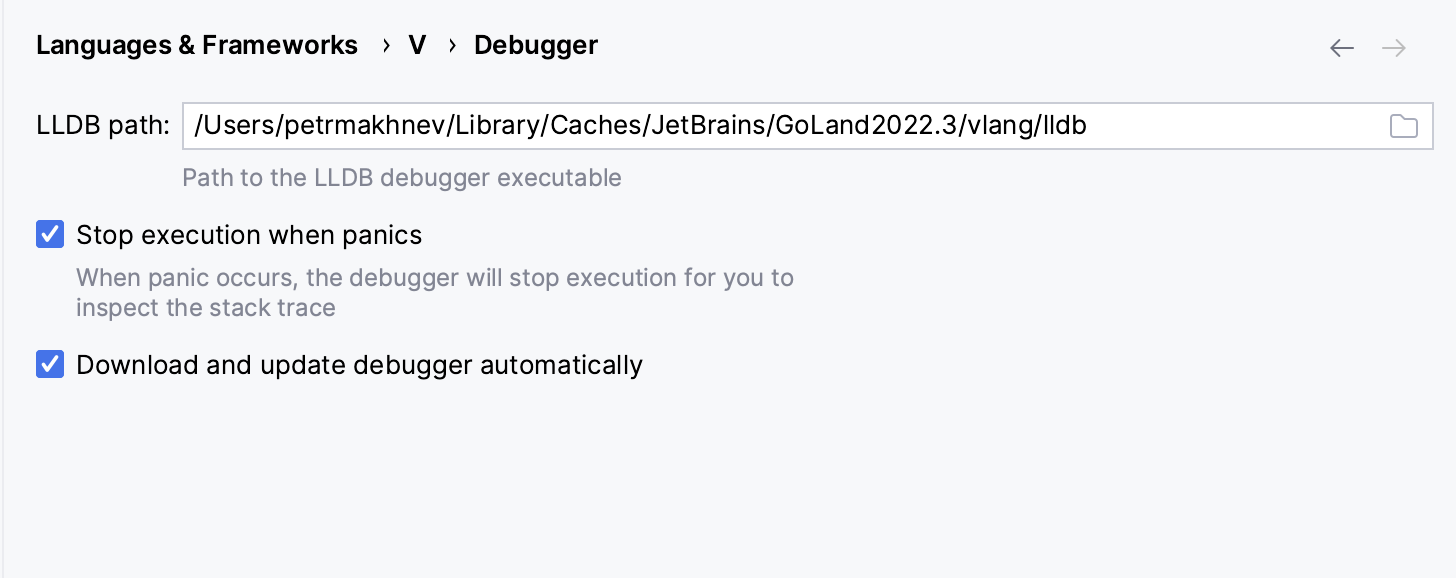 Languages & Frameworks › V › Debugger
LLDB path: /Users/petrmakhnev/Library/Caches/JetBrains/GoLand2022.3/vlang/lldb
Path to the LLDB debugger executable
Stop execution when panics
When panic occurs, the debugger will stop execution for you to
inspect the stack trace
Download and update debugger automatically